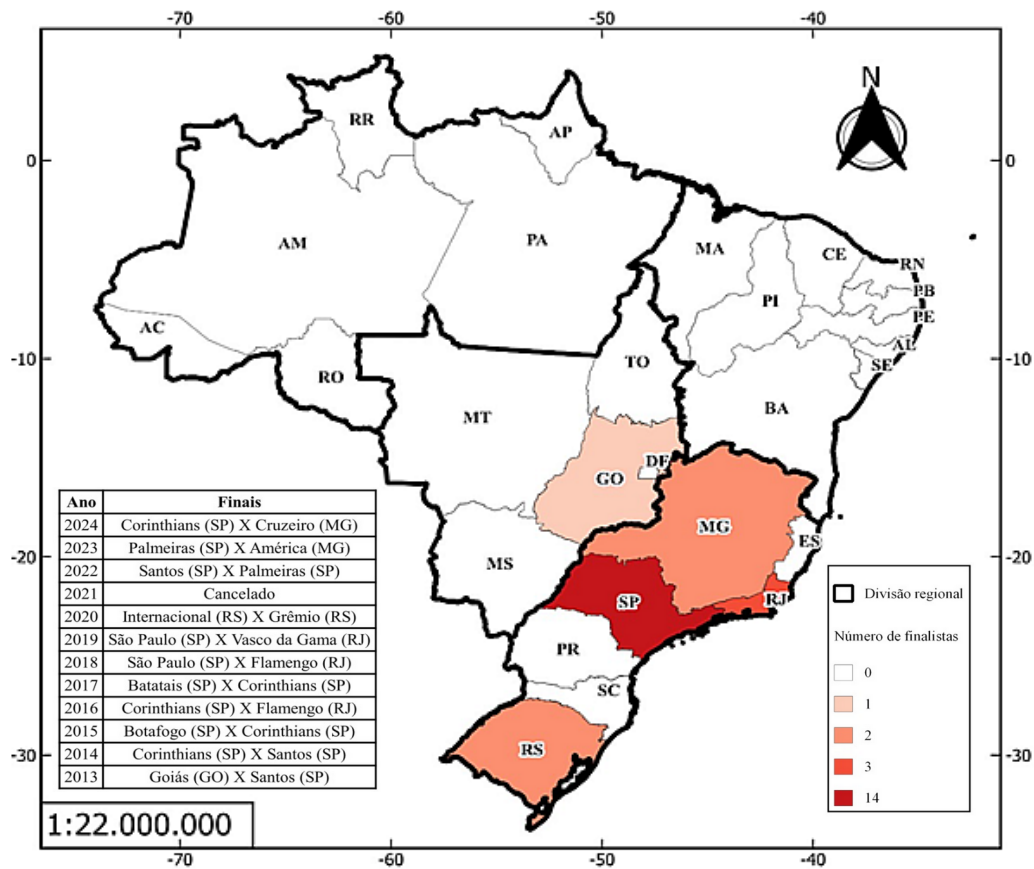 -70 -60 -50 -40
N
RR
AP
0 0
AM
PA
MA
CE
RN
PB
PI
PE
AC
AL
-10 -10
SE
TO
RO
BA
MT
DF
GO
MG
ES
Ano Finais
2024 Corinthians (SP) X Cruzeiro (MG)
2023 Palmeiras (SP) X América (MG)
2022 Santos (SP) X Palmeiras (SP)
2021 Cancelado
2020 Internacional (RS) X Grêmio (RS)
2019 São Paulo (SP) X Vasco da Gama (RJ)
2018 São Paulo (SP) X Flamengo (RJ)
2017 Batatais (SP) X Corinthians (SP)
2016 Corinthians (SP) X Flamengo (RJ)
2015 Botafogo (SP) X Corinthians (SP)
2014 Corinthians (SP) X Santos (SP)
2013 Goiás (GO) X Santos (SP)
-20
MS
SP
RJ
PR
SC
RS
-30 -30
Divisão regional
Número de finalistas
0
1
2
3
14
1:22.000.000
-70 -60 -50 -40
-20